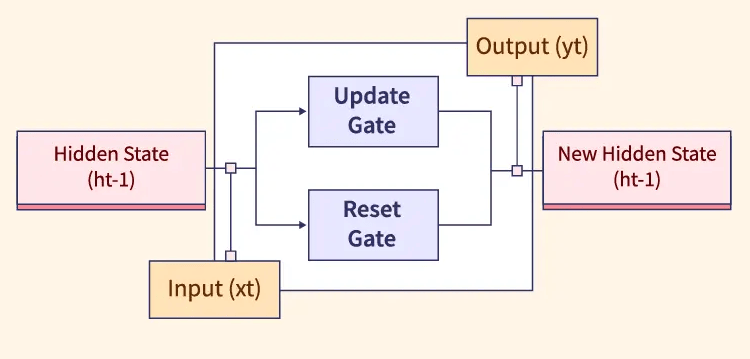 Output (yt)
Update
Gate
Hidden State
(ht-1)
New Hidden State
(ht-1)
Reset
Gate
Input (xt)